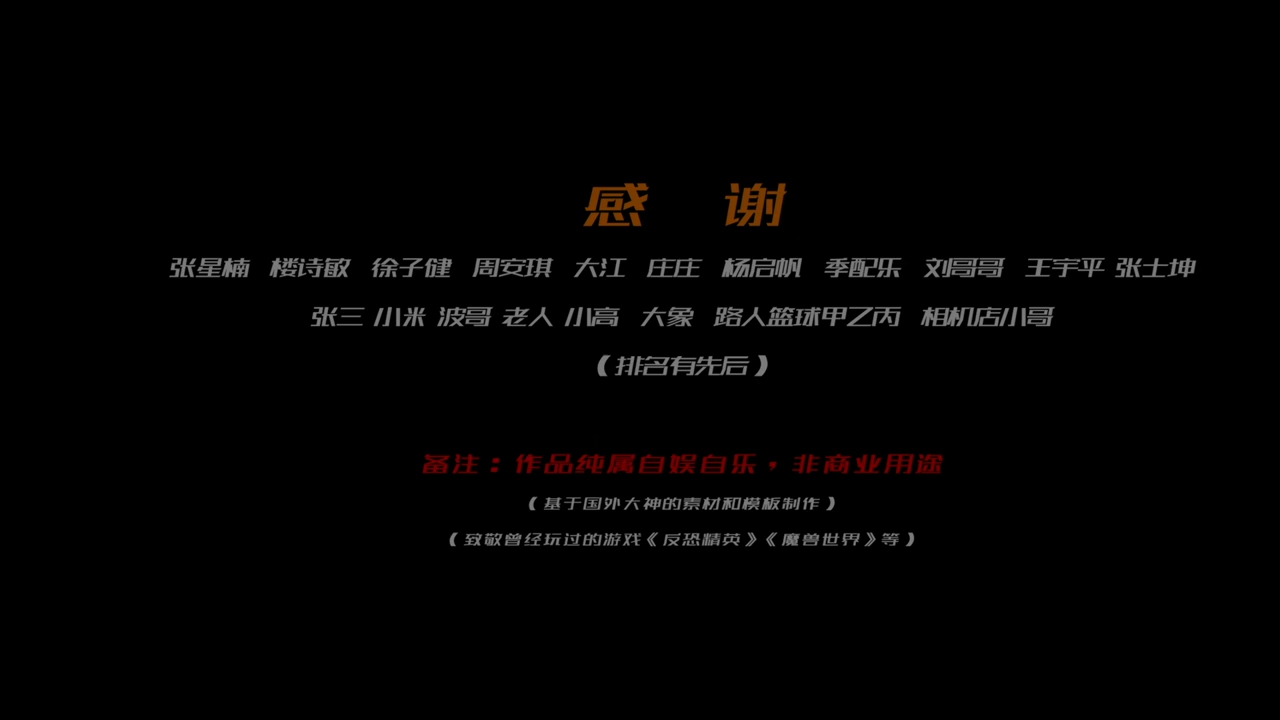 感 谢
张星楠 楼诗敏 徐子健 周安琪 大江 庄庄 杨启帆 季配乐 刘哥哥 王宇平 张士坤
张三 小米 波哥 老人 小高 大象 路人篮球甲乙丙 相机店小哥
（排名有先后）
备注：作品纯属自娱自乐，非商业用途
（基于国外大神的素材和模板制作）
（致敬曾经玩过的游戏《反恐精英》《魔兽世界》等）